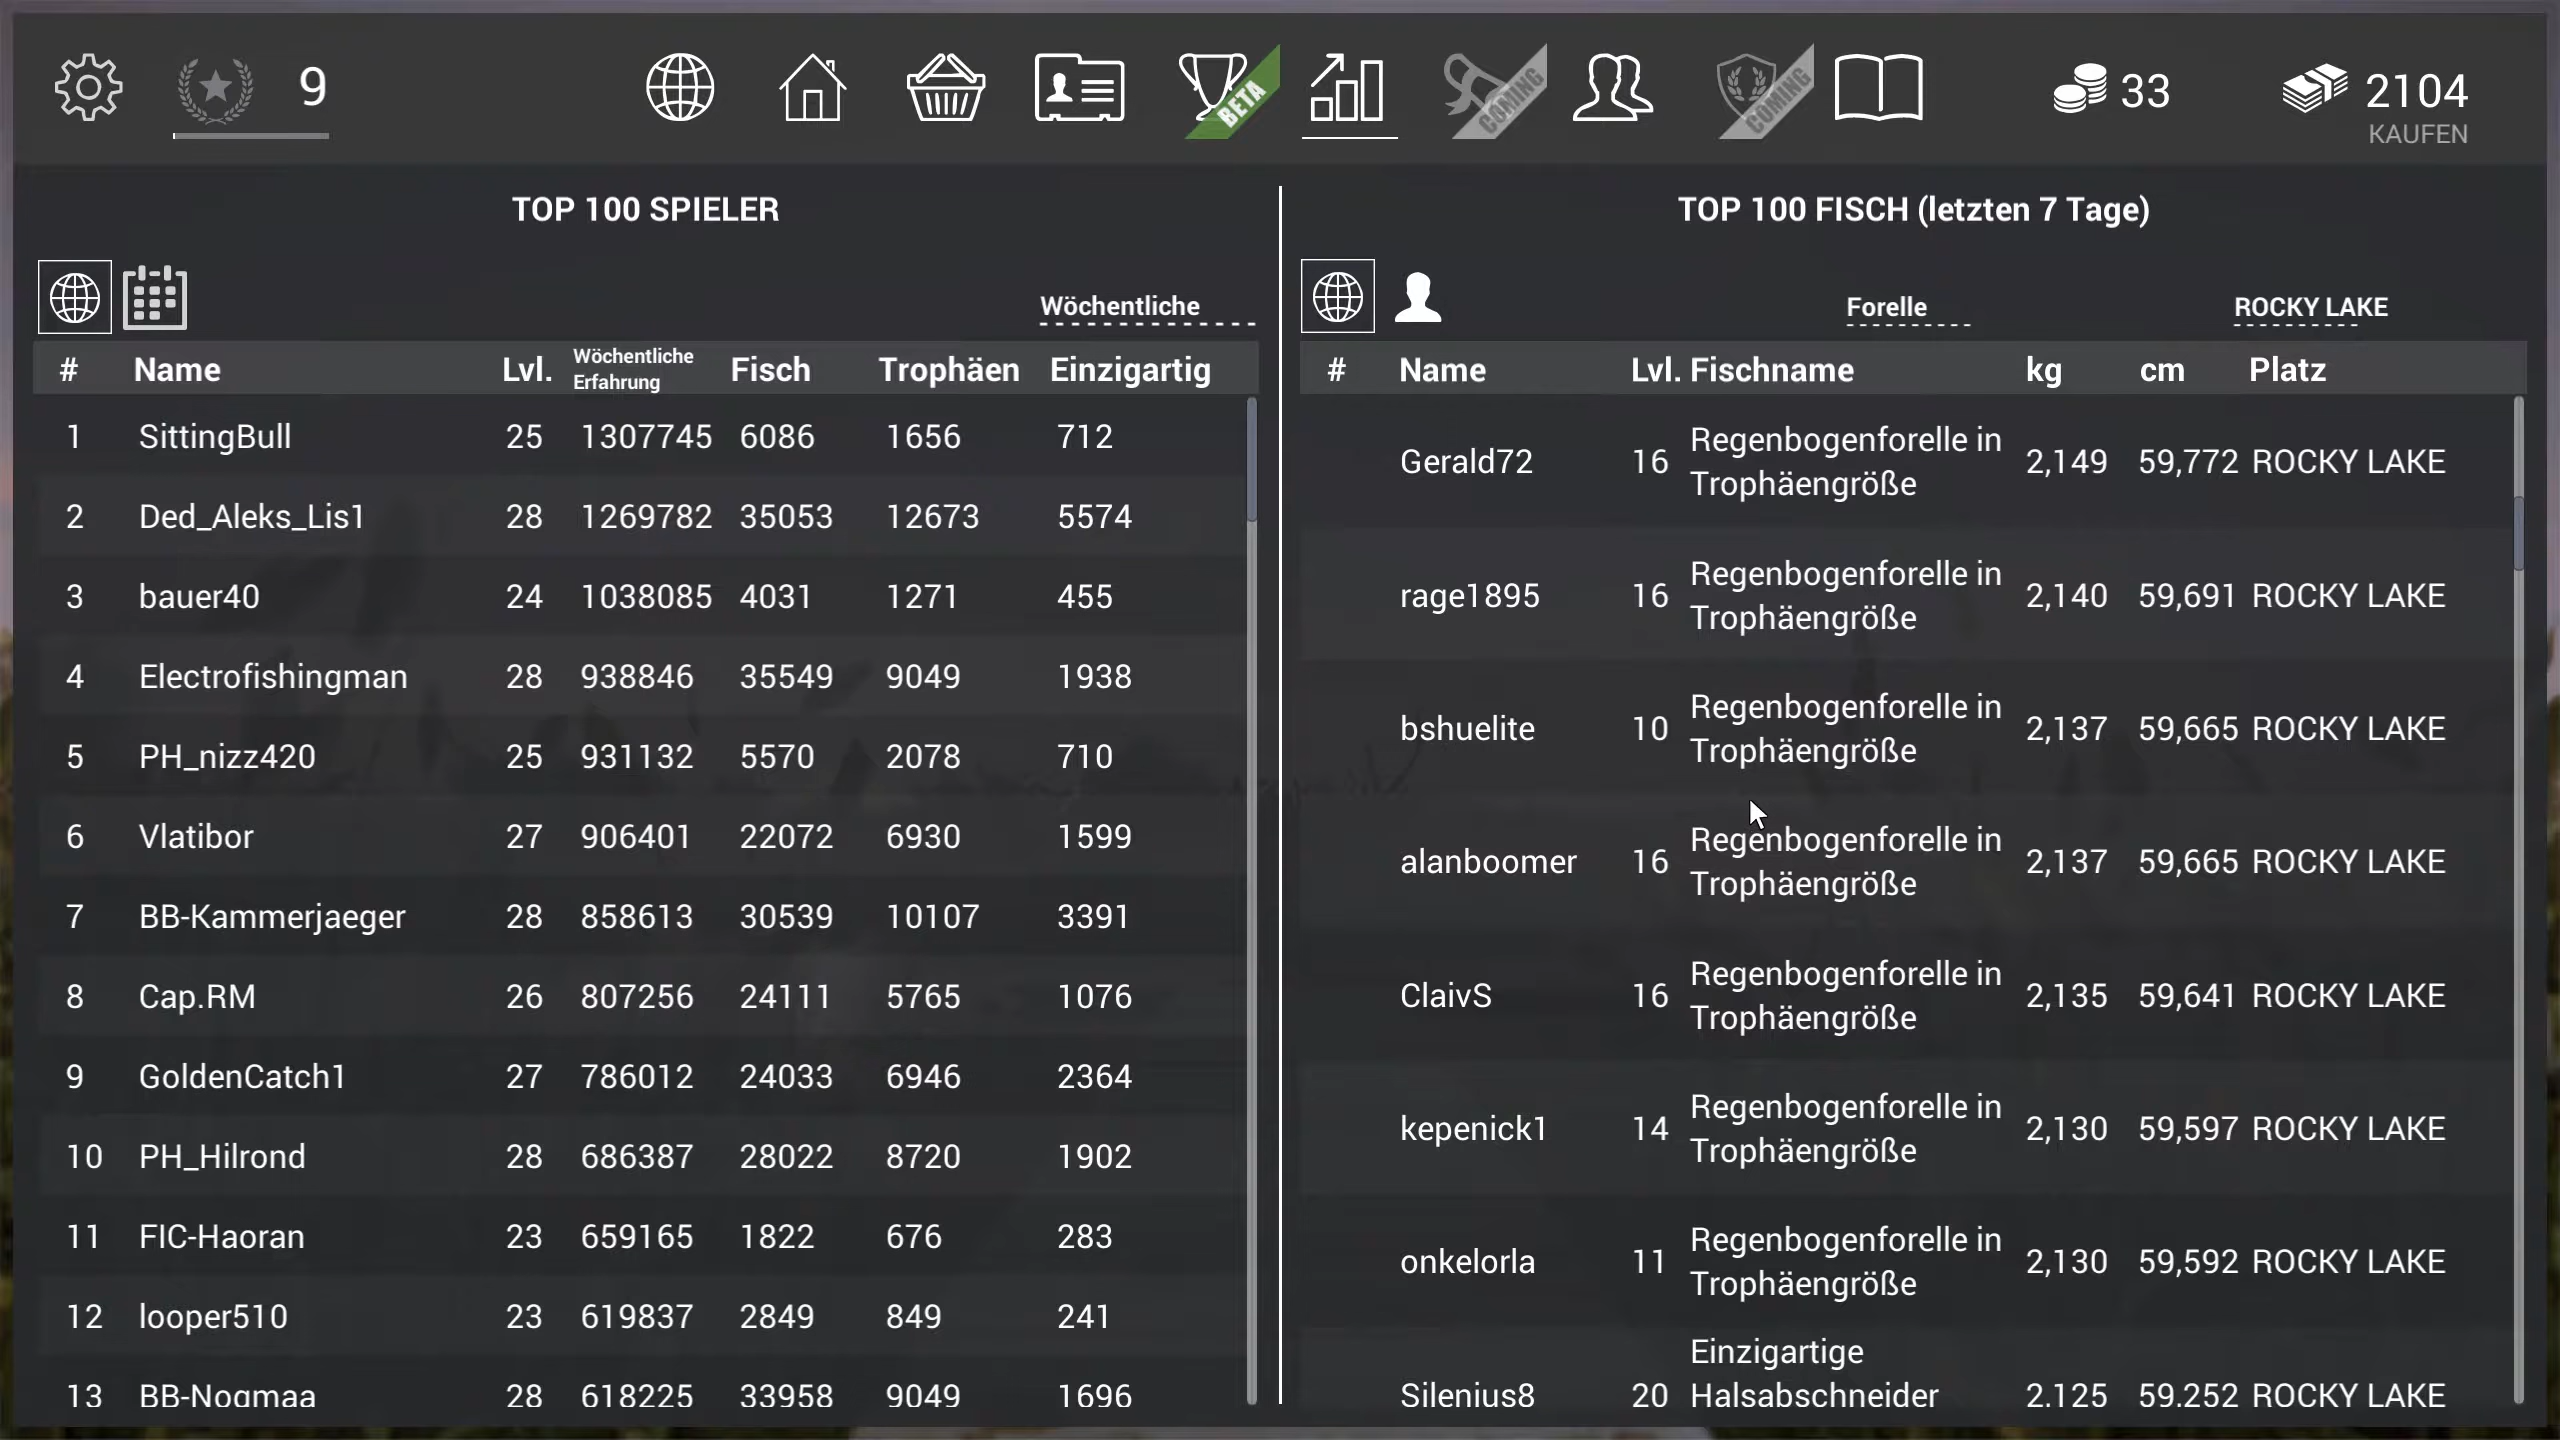 9
BETA
COMING
COMING
33
2104
KAUFEN
TOP 100 SPIELER
Wöchentliche
# Name Lvl. Wöchentliche Erfahrung Fisch Trophäen Einzigartig
1 SittingBull 25 1307745 6086 1656 712
2 Ded_Aleks_Lis1 28 1269782 35053 12673 5574
3 bauer40 24 1038085 4031 1271 455
4 Electrofishingman 28 938846 35549 9049 1938
5 PH_nizz420 25 931132 5570 2078 710
6 Vlatibor 27 906401 22072 6930 1599
7 BB-Kammerjaeger 28 858613 30539 10107 3391
8 Cap.RM 26 807256 24111 5765 1076
9 GoldenCatch1 27 786012 24033 6946 2364
10 PH_Hilrond 28 686387 28022 8720 1902
11 FIC-Haoran 23 659165 1822 676 283
12 looper510 23 619837 2849 849 241
13 BB-Nogmaa 28 618225 33958 9049 1696
TOP 100 FISCH (letzten 7 Tage)
Forelle
ROCKY LAKE
# Name Lvl. Fischname kg cm Platz
Gerald72 16 Regenbogenforelle in Trophäengröße 2,149 59,772 ROCKY LAKE
rage1895 16 Regenbogenforelle in Trophäengröße 2,140 59,691 ROCKY LAKE
bshuelite 10 Regenbogenforelle in Trophäengröße 2,137 59,665 ROCKY LAKE
alanboomer 16 Regenbogenforelle in Trophäengröße 2,137 59,665 ROCKY LAKE
ClaivS 16 Regenbogenforelle in Trophäengröße 2,135 59,641 ROCKY LAKE
kepenick1 14 Regenbogenforelle in Trophäengröße 2,130 59,597 ROCKY LAKE
onkelorla 11 Regenbogenforelle in Trophäengröße 2,130 59,592 ROCKY LAKE
Silenius8 20 Einzigartige Halsabschneider 2,125 59,252 ROCKY LAKE